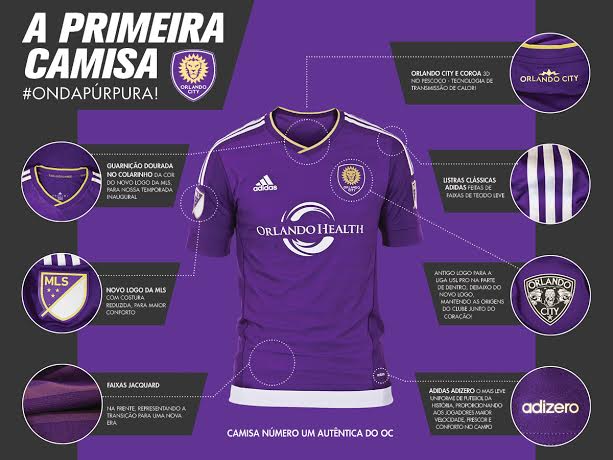 A PRIMEIRA
CAMISA
#ONDAPÚRPURA!
ORLANDO
CITY
ORLANDO CITY E COROA 3D
NO PESCOÇO - TECNOLOGIA DE
TRANSMISSÃO DE CALOR!
ORLANDO CITY
GUARNIÇÃO DOURADA
NO COLARINHO DA COR
DO NOVO LOGO DA MLS,
PARA NOSSA TEMPORADA
INAUGURAL
LISTRAS CLÁSSICAS
ADIDAS FEITAS DE
FAIXAS DE TECIDO LEVE
adidas
ORLANDO
CITY
ORLANDO HEALTH
MLS
NOVO LOGO DA MLS
COM COSTURA
REDUZIDA, PARA MAIOR
CONFORTO
ANTIGO LOGO PARA A
LIGA USL PRO NA PARTE
DE DENTRO, DEBAIXO DO
NOVO LOGO,
MANTENDO AS ORIGENS
DO CLUBE JUNTO DO
CORAÇÃO!
ORLANDO
CITY
FAIXAS JACQUARD
NA FRENTE, REPRESENTANDO A
TRANSIÇÃO PARA UMA NOVA
ERA
ADIDAS ADIZERO O MAIS LEVE
UNIFORME DE FUTEBOL DA
HISTÓRIA, PROPORCIONANDO
AOS JOGADORES MAIOR
VELOCIDADE, FRESCOR E
CONFORTO NO CAMPO
adizero
CAMISA NÚMERO UM AUTÊNTICA DO OC